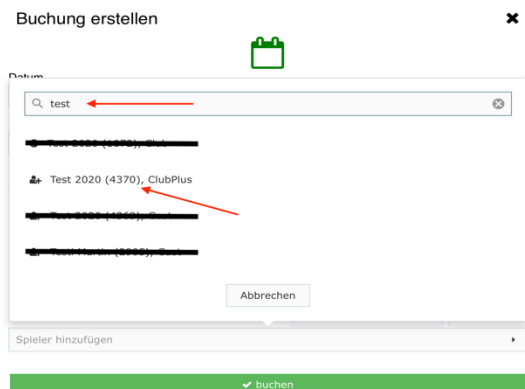 Buchung erstellen
Datum
test
Test 2020 (4370), ClubPlus
Abbrechen
Spieler hinzufügen
buchen